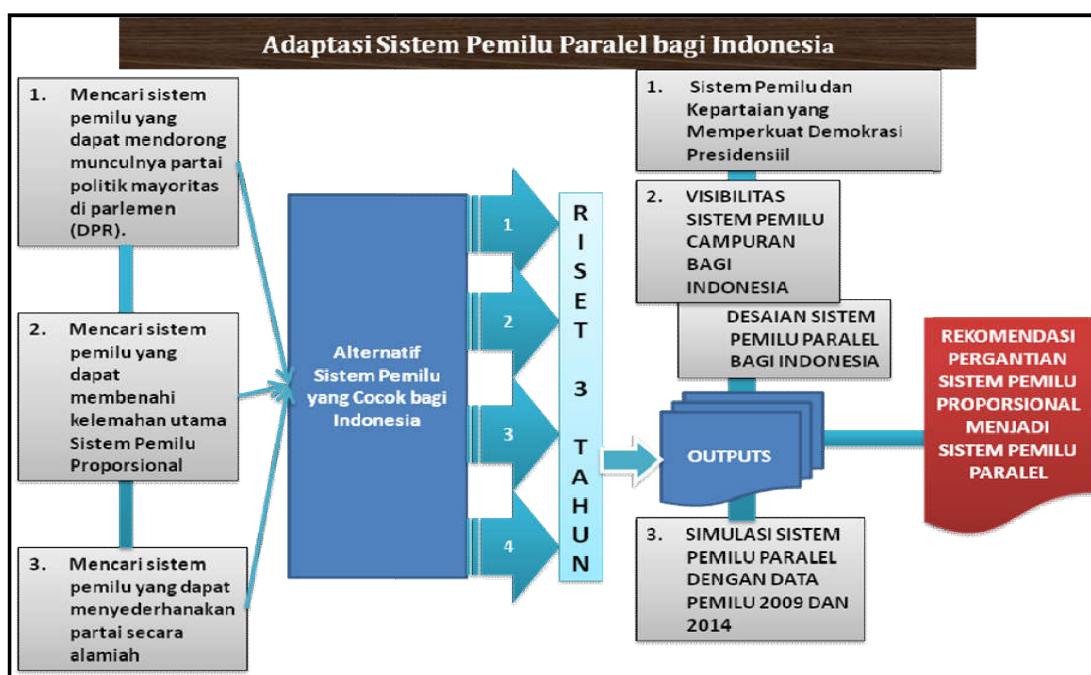 Adaptasi Sistem Pemilu Paralel bagi Indonesia
1. Mencari sistem
pemilu yang
dapat mendorong
munculnya partai
politik mayoritas
di parlemen
(DPR).
2. Mencari sistem
pemilu yang
dapat
membenahi
kelemahan utama
Sistem Pemilu
Proporsional
3. Mencari sistem
pemilu yang dapat
menyederhanakan
partai secara
alamiah
Alternatif
Sistem Pemilu
yang Cocok bagi
Indonesia
1
2
3
4
RISET 3 TAHUN
1. Sistem Pemilu dan
Kepartaian yang
Memperkuat Demokrasi
Presidensiil
2. VISIBILITAS
SISTEM PEMILU
CAMPURAN
BAGI
INDONESIA
DESAIAN SISTEM
PEMILU PARALEL
BAGI INDONESIA
OUTPUTS
3. SIMULASI SISTEM
PEMILU PARALEL
DENGAN DATA
PEMILU 2009 DAN
2014
REKOMENDASI
PERGANTIAN
SISTEM PEMILU
PROPORSIONAL
MENJADI
SISTEM PEMILU
PARALEL